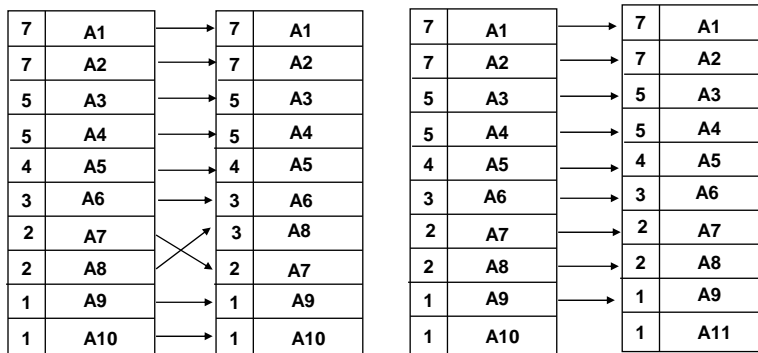 7 A1 7 A1 7 A1 7 A1
7 A2 7 A2 7 A2 7 A2
5 A3 5 A3 5 A3 5 A3
5 A4 5 A4 5 A4 5 A4
4 A5 4 A5 4 A5 4 A5
3 A6 3 A6 3 A6 3 A6
2 A7 3 A8 2 A7 2 A7
2 A8 2 A7 2 A8 2 A8
1 A9 1 A9 1 A9 1 A9
1 A10 1 A10 1 A10 1 A11